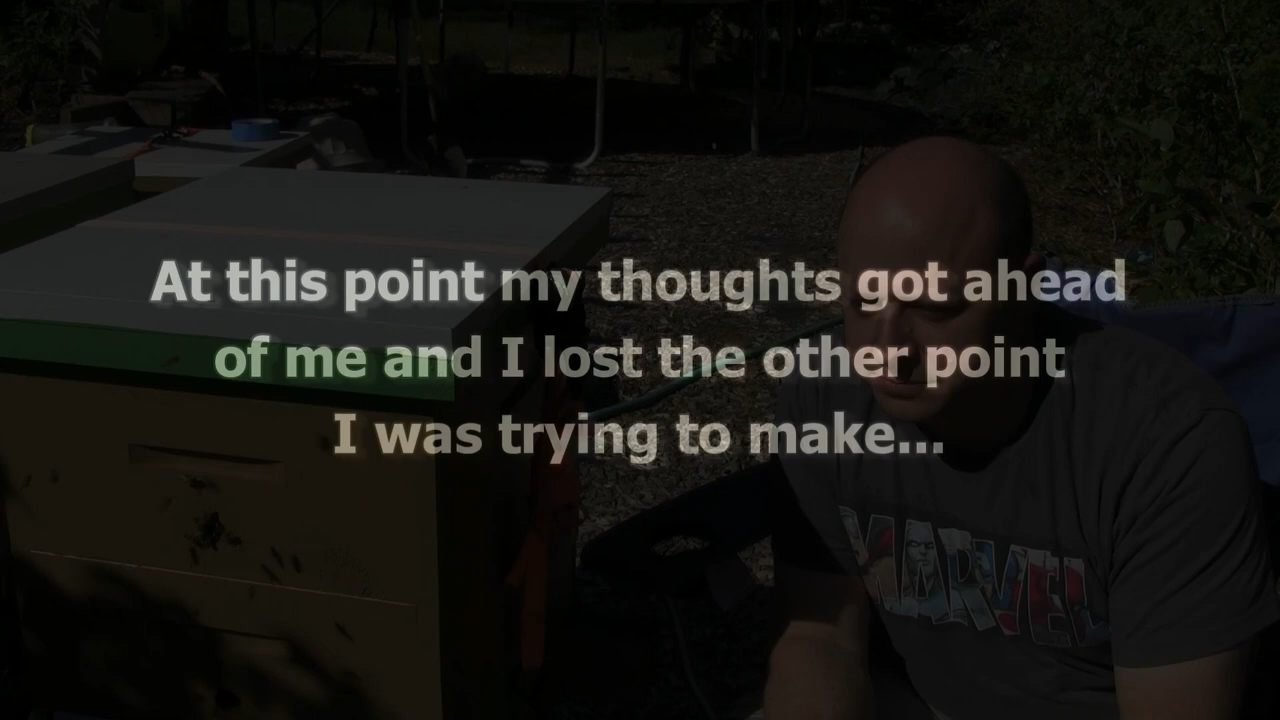 At this point my thoughts got ahead
of me and I lost the other point
I was trying to make...
MARVEL